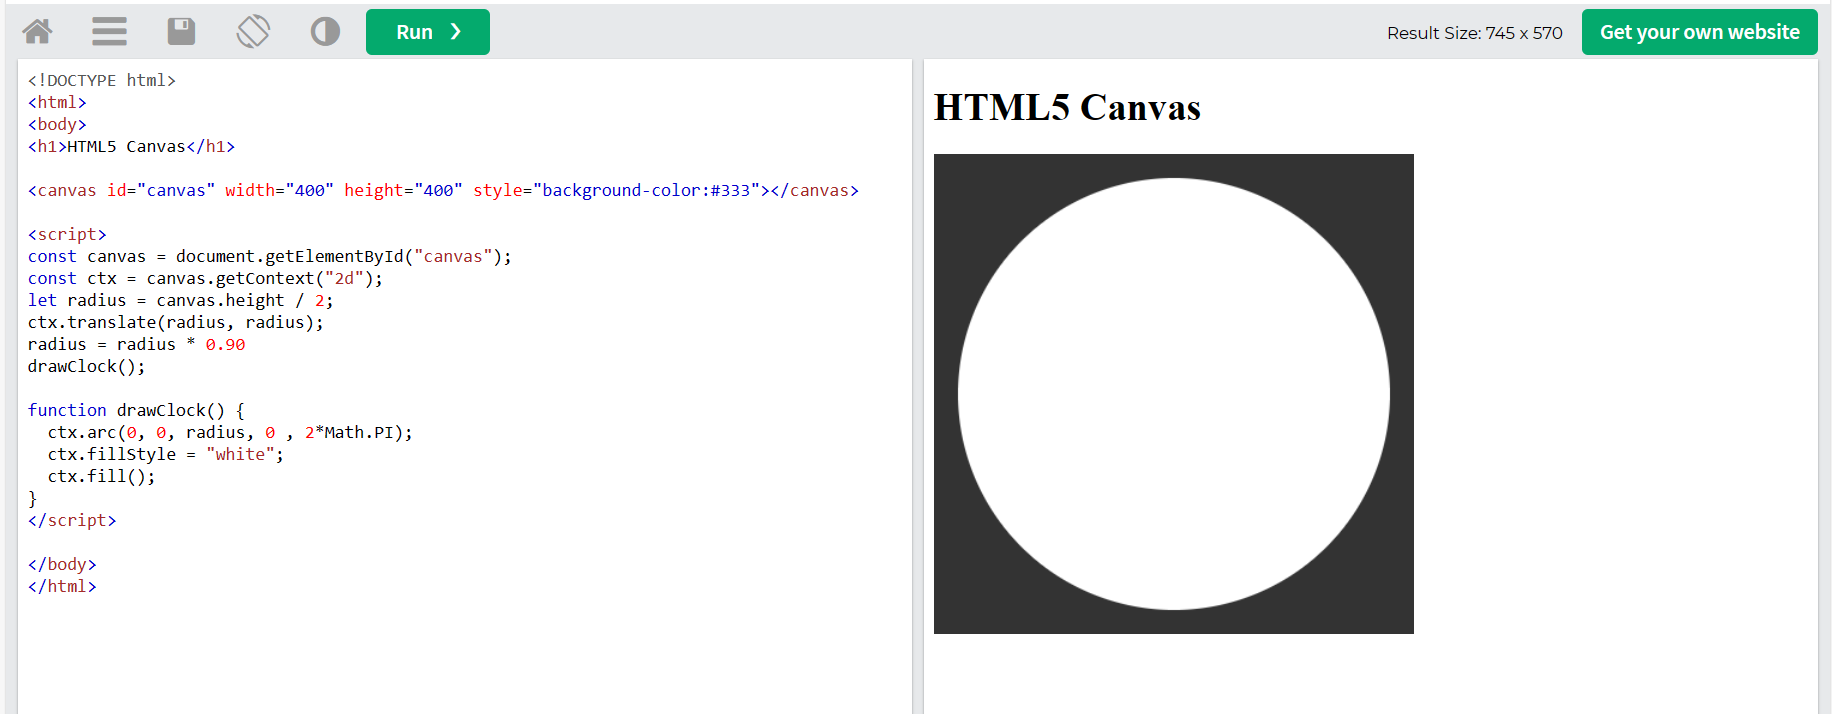 Run ❯
Result Size: 745 x 570
Get your own website
<!DOCTYPE html>
<html>
<body>
<h1>HTML5 Canvas</h1>
<canvas id="canvas" width="400" height="400" style="background-color:#333"></canvas>
<script>
const canvas = document.getElementById("canvas");
const ctx = canvas.getContext("2d");
let radius = canvas.height / 2;
ctx.translate(radius, radius);
radius = radius * 0.90
drawClock();
function drawClock() {
  ctx.arc(0, 0, radius, 0 , 2*Math.PI);
  ctx.fillStyle = "white";
  ctx.fill();
}
</script>
</body>
</html>
HTML5 Canvas